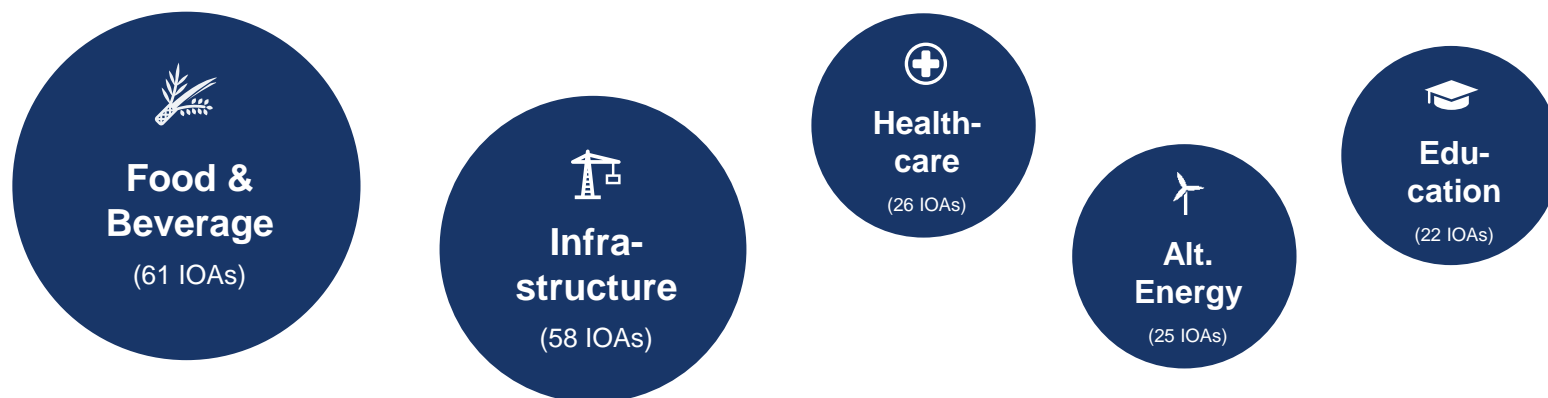 Food &
Beverage
(61 IOAs)
Infra-
structure
(58 IOAs)
Health-
care
(26 IOAs)
Alt.
Energy
(25 IOAs)
Edu-
cation
(22 IOAs)